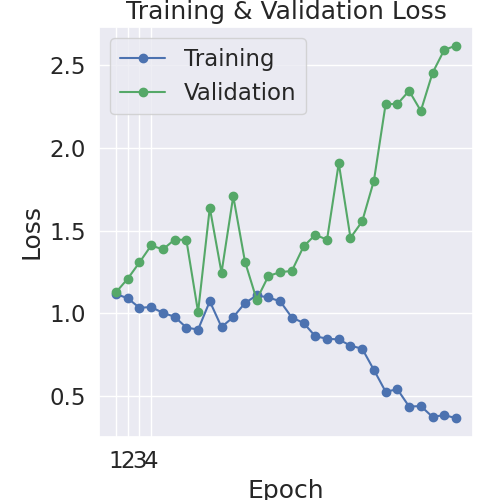 Training & Validation Loss
Training
Validation
2.5
2.0
1.5
1.0
0.5
Loss
1234
Epoch